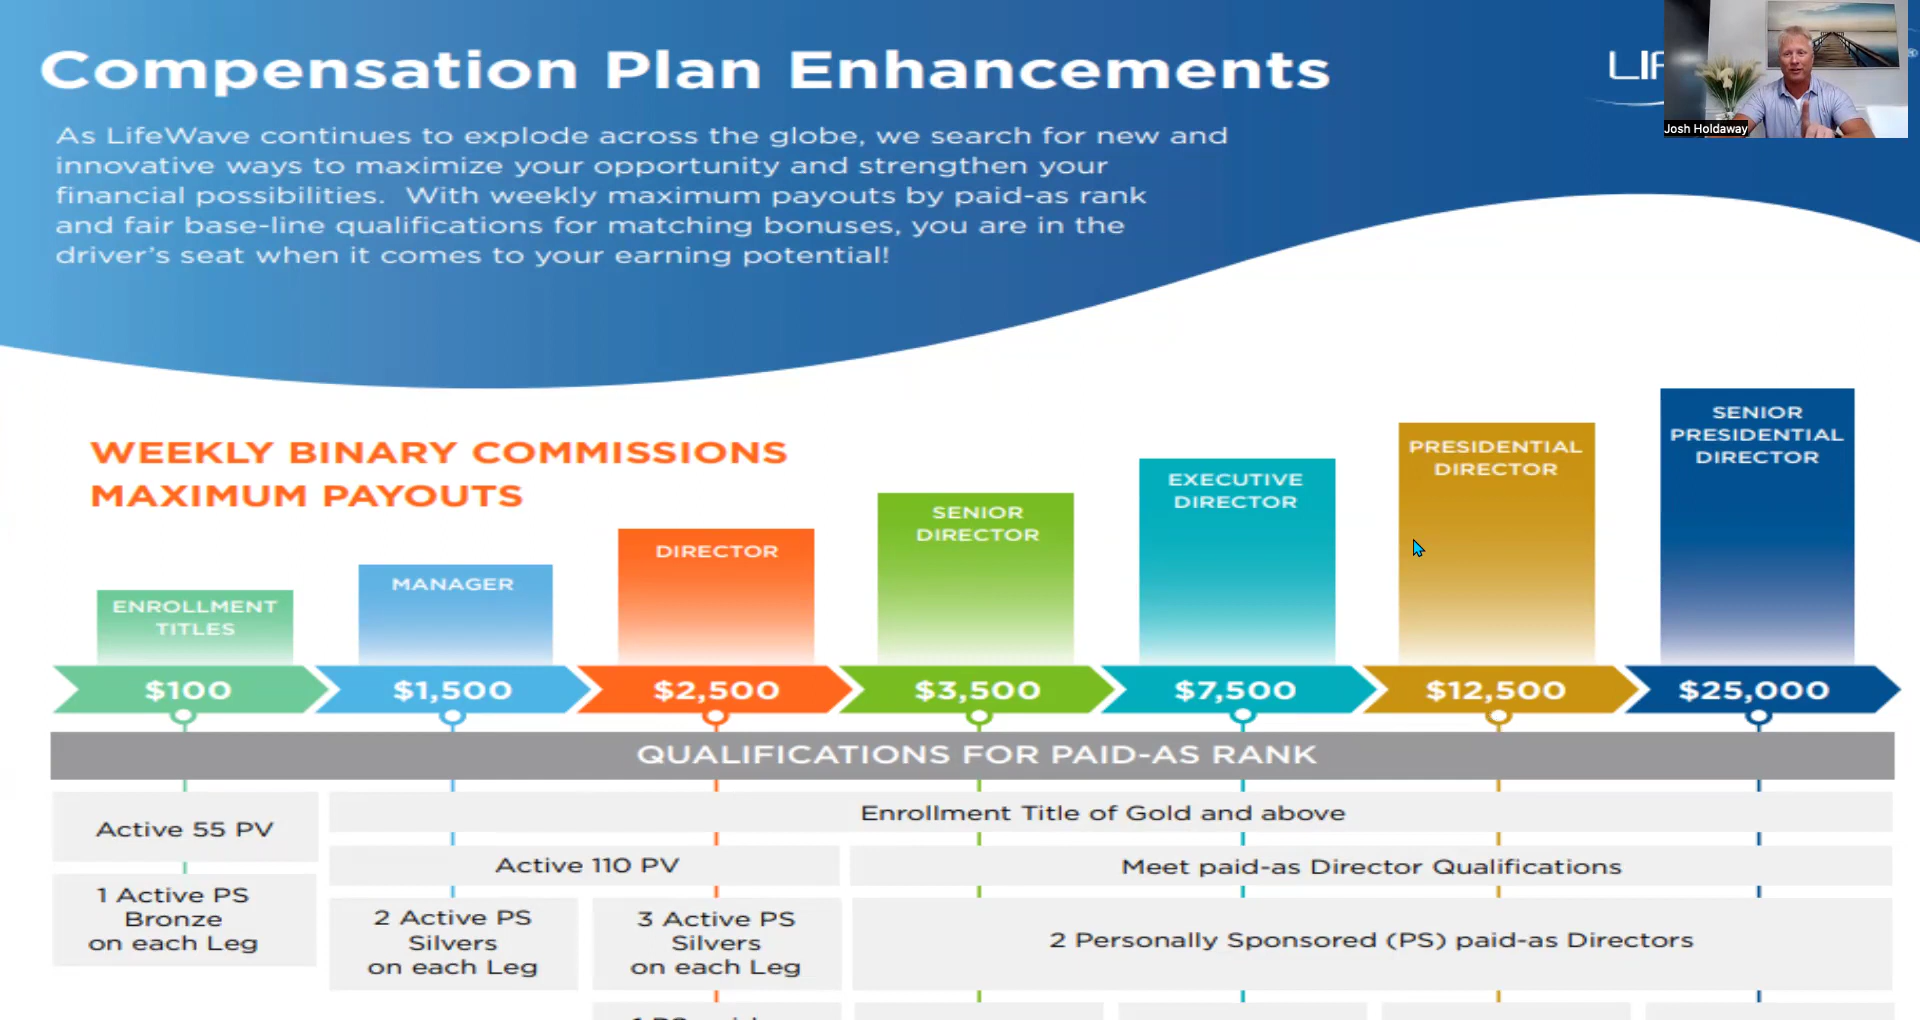 Compensation Plan Enhancements
As LifeWave continues to explode across the globe, we search for new and
innovative ways to maximize your opportunity and strengthen your
financial possibilities. With weekly maximum payouts by paid-as rank
and fair base-line qualifications for matching bonuses, you are in the
driver's seat when it comes to your earning potential!
Josh Holdaway
WEEKLY BINARY COMMISSIONS
MAXIMUM PAYOUTS
ENROLLMENT
TITLES
MANAGER
DIRECTOR
SENIOR
DIRECTOR
EXECUTIVE
DIRECTOR
PRESIDENTIAL
DIRECTOR
SENIOR
PRESIDENTIAL
DIRECTOR
$100
$1,500
$2,500
$3,500
$7,500
$12,500
$25,000
QUALIFICATIONS FOR PAID-AS RANK
Active 55 PV
Enrollment Title of Gold and above
Active 110 PV
Meet paid-as Director Qualifications
1 Active PS
Bronze
on each Leg
2 Active PS
Silvers
on each Leg
3 Active PS
Silvers
on each Leg
2 Personally Sponsored (PS) paid-as Directors